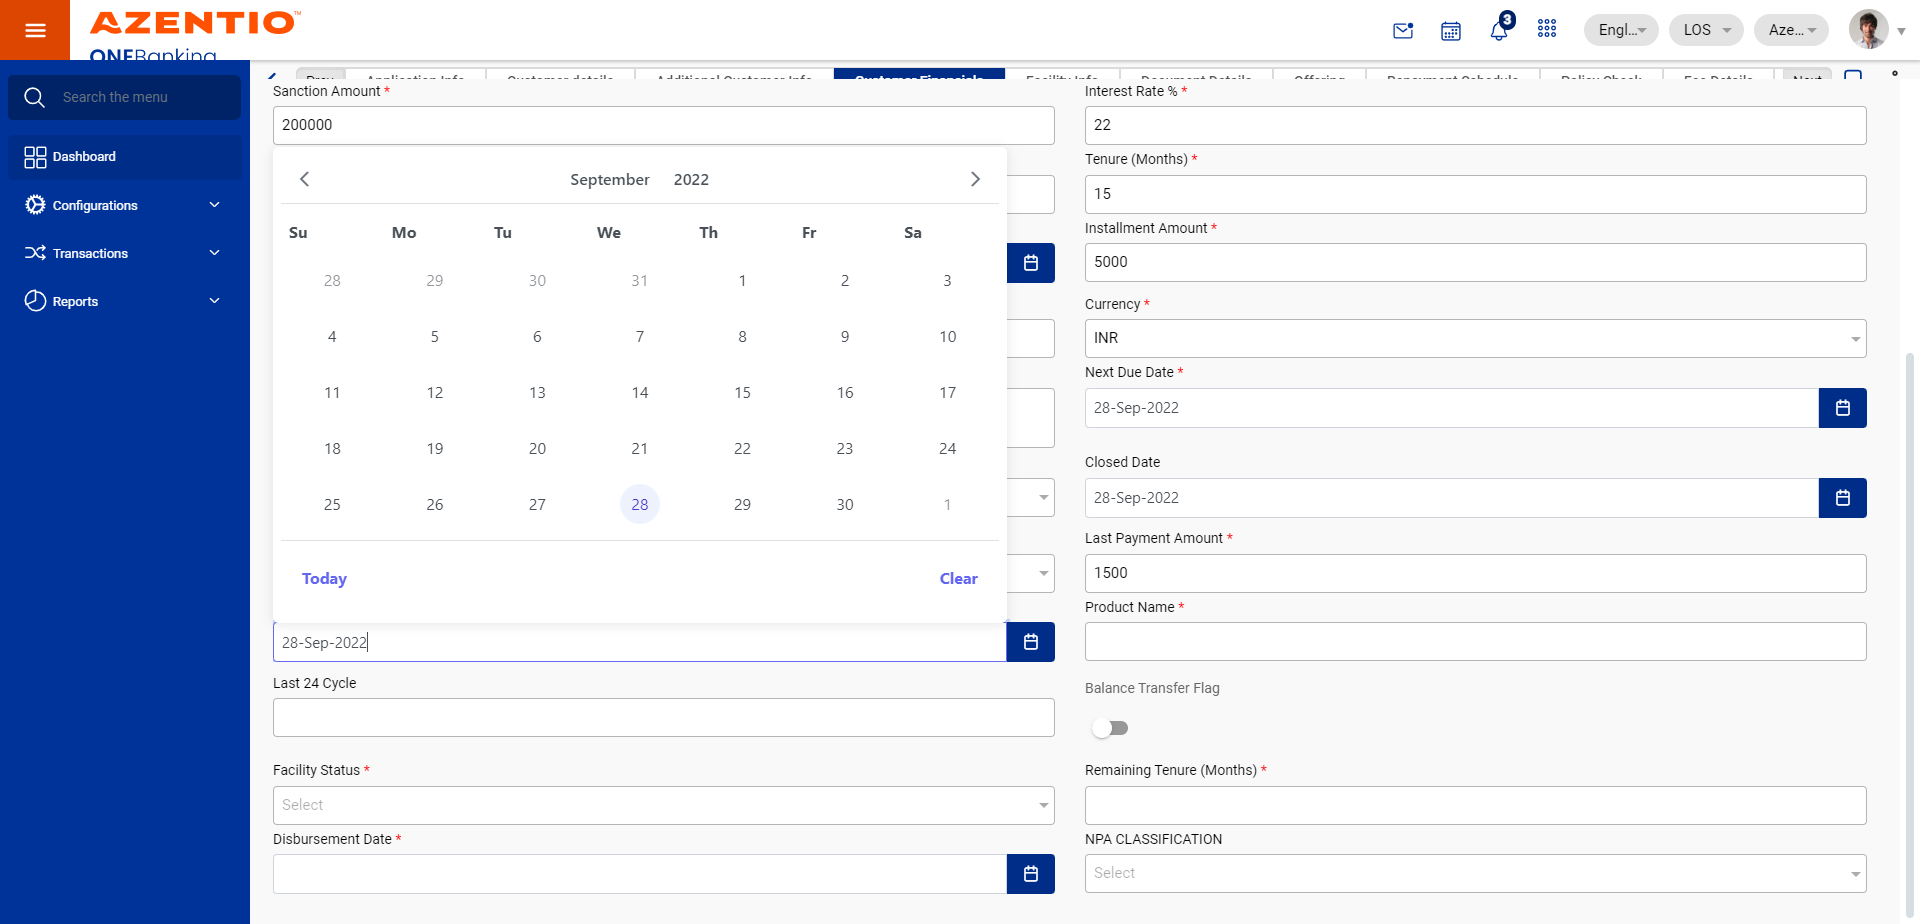 AZENTIO™
ONEBanking
3
Engl...
LOS
Aze...
Search the menu
Dashboard
Configurations
Transactions
Reports
Prev
Application Info
Customer details
Additional Customer Info
Customer Financials
Facility Info
Document Details
Offering
Repayment Schedule
Policy Check
Fee Details
Next
Sanction Amount *
200000
Interest Rate % *
22
September 2022
Su Mo Tu We Th Fr Sa
28 29 30 31 1 2 3
4 5 6 7 8 9 10
11 12 13 14 15 16 17
18 19 20 21 22 23 24
25 26 27 28 29 30 1
Today
Clear
28-Sep-2022
Tenure (Months) *
15
Installment Amount *
5000
Currency *
INR
Next Due Date *
28-Sep-2022
Closed Date
28-Sep-2022
Last Payment Amount *
1500
Product Name *
Last 24 Cycle
Balance Transfer Flag
Facility Status *
Select
Remaining Tenure (Months) *
Disbursement Date *
NPA CLASSIFICATION
Select